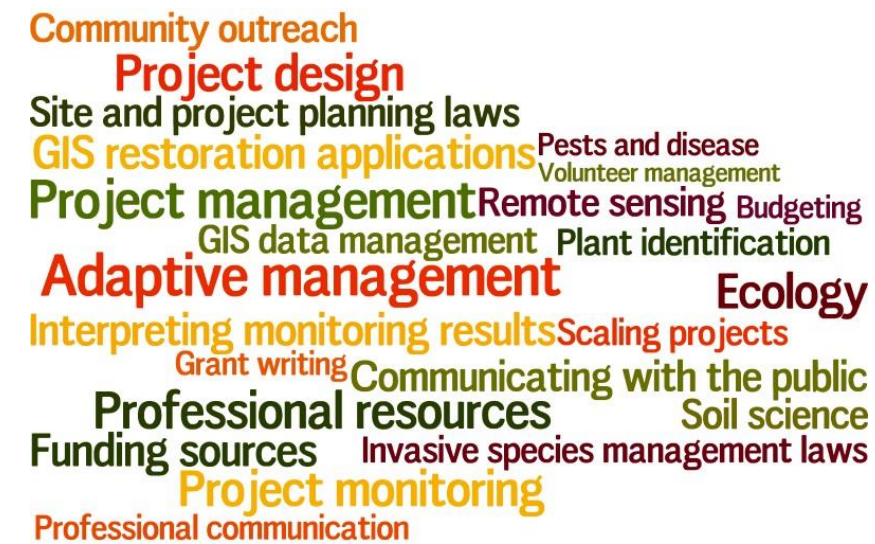 Community outreach
Project design
Site and project planning laws
GIS restoration applications
Pests and disease
Volunteer management
Project management
Remote sensing
Budgeting
GIS data management
Plant identification
Adaptive management
Ecology
Interpreting monitoring results
Scaling projects
Grant writing
Communicating with the public
Professional resources
Soil science
Funding sources
Invasive species management laws
Project monitoring
Professional communication